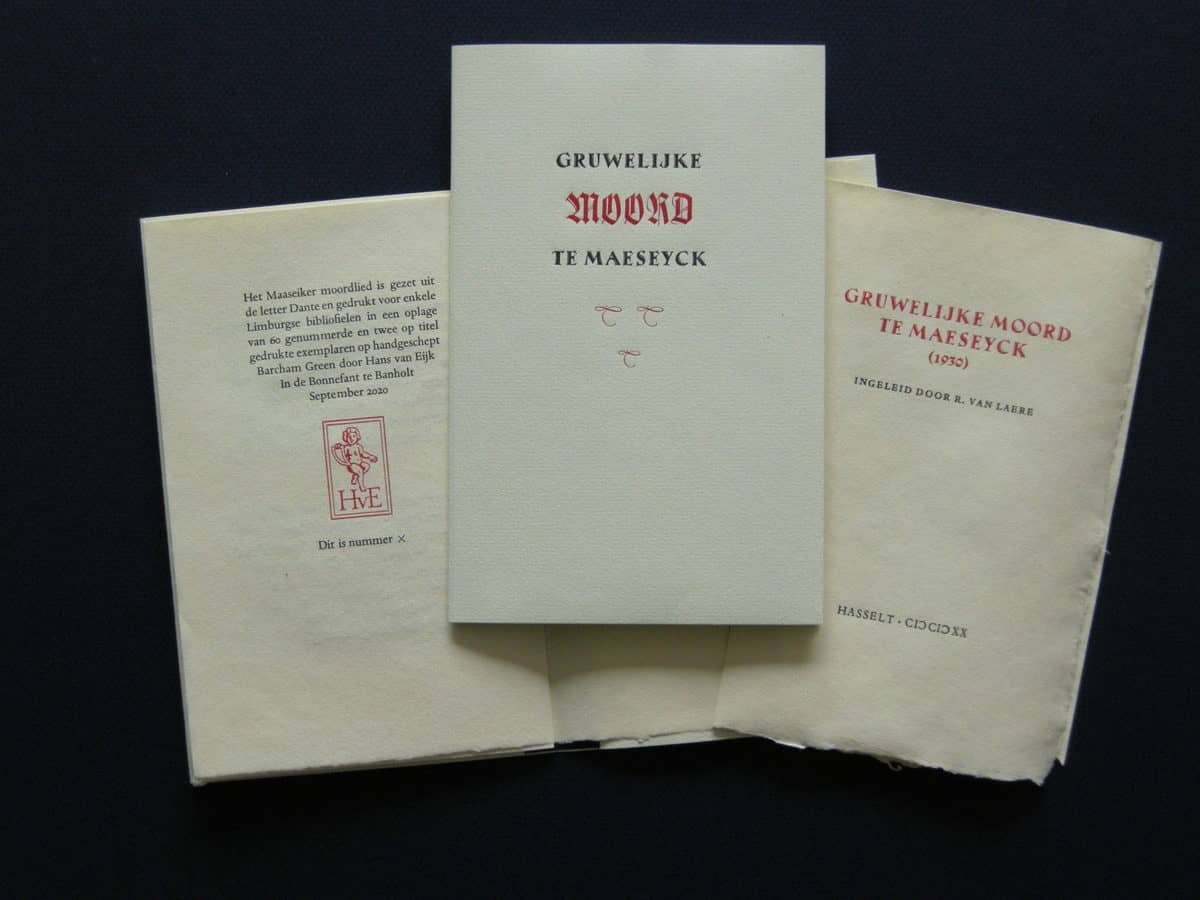 Het Maaseiker moordlied is gezet uit
de letter Dante en gedrukt voor enkele
Limburgse bibliofielen in een oplage
van 60 genummerde en twee op titel
gedrukte exemplaren op handgeschept
Barcham Green door Hans van Eijk
In de Bonnefant te Banholt
September 2020
HvE
Dit is nummer X
GRUWELIJKE
MOORD
TE MAESEYCK
GRUWELIJKE MOORD
TE MAESEYCK
(1930)
INGELEID DOOR R. VAN LAERE
HASSELT · CIƆCIƆXX